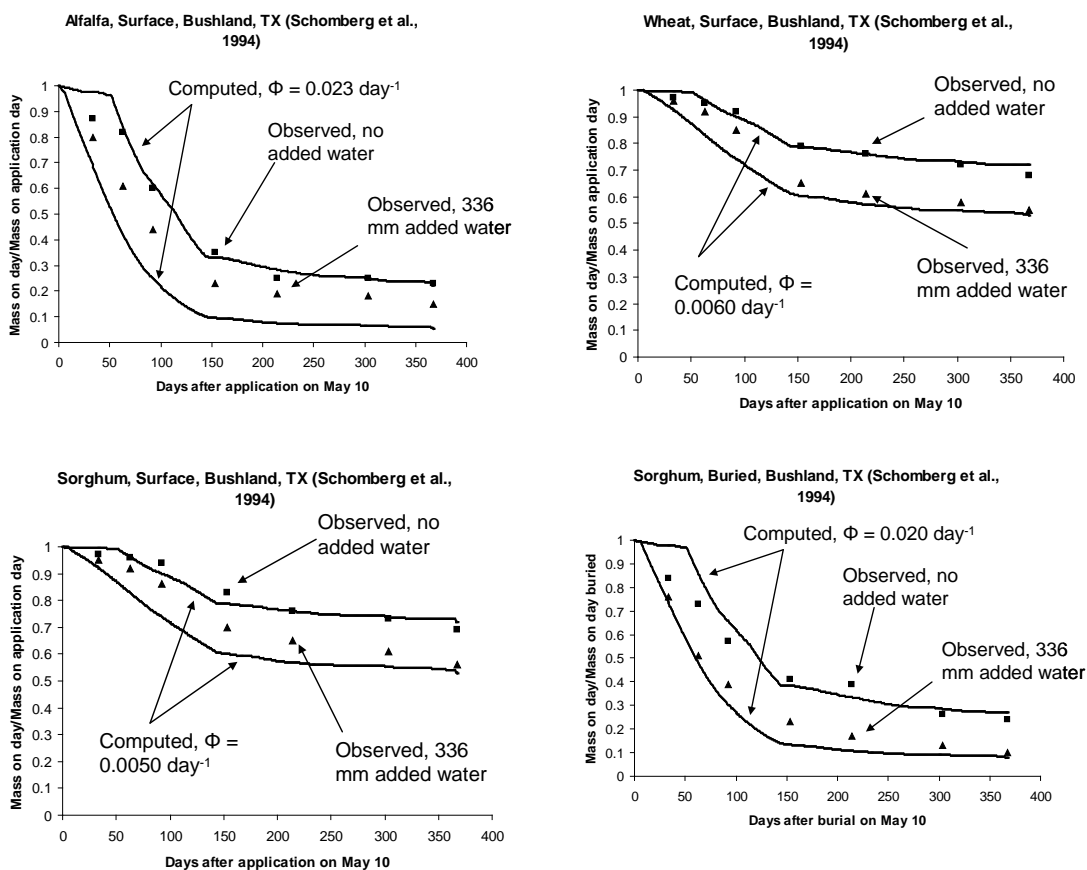 Alfalfa, Surface, Bushland, TX (Schomberg et al.,
1994)
Mass on day/Mass on application day
1
0.9
0.8
0.7
0.6
0.5
0.4
0.3
0.2
0.1
0
0 50 100 150 200 250 300 350 400
Days after application on May 10
Computed, Φ = 0.023 day-1
Observed, no
added water
Observed, 336
mm added water
Wheat, Surface, Bushland, TX (Schomberg et al.,
1994)
Mass on day/Mass on application day
1
0.9
0.8
0.7
0.6
0.5
0.4
0.3
0.2
0.1
0
0 50 100 150 200 250 300 350 400
Days after application on May 10
Observed, no
added water
Computed, Φ =
0.0060 day-1
Observed, 336
mm added water
Sorghum, Surface, Bushland, TX (Schomberg et al.,
1994)
Mass on day/Mass on application day
1
0.9
0.8
0.7
0.6
0.5
0.4
0.3
0.2
0.1
0
0 50 100 150 200 250 300 350 400
Days after application on May 10
Observed, no
added water
Computed, Φ =
0.0050 day-1
Observed, 336
mm added water
Sorghum, Buried, Bushland, TX (Schomberg et al.,
1994)
Mass on day/Mass on day buried
1
0.9
0.8
0.7
0.6
0.5
0.4
0.3
0.2
0.1
0
0 50 100 150 200 250 300 350 400
Days after burial on May 10
Computed, Φ = 0.020 day-1
Observed, no
added water
Observed, 336
mm added water